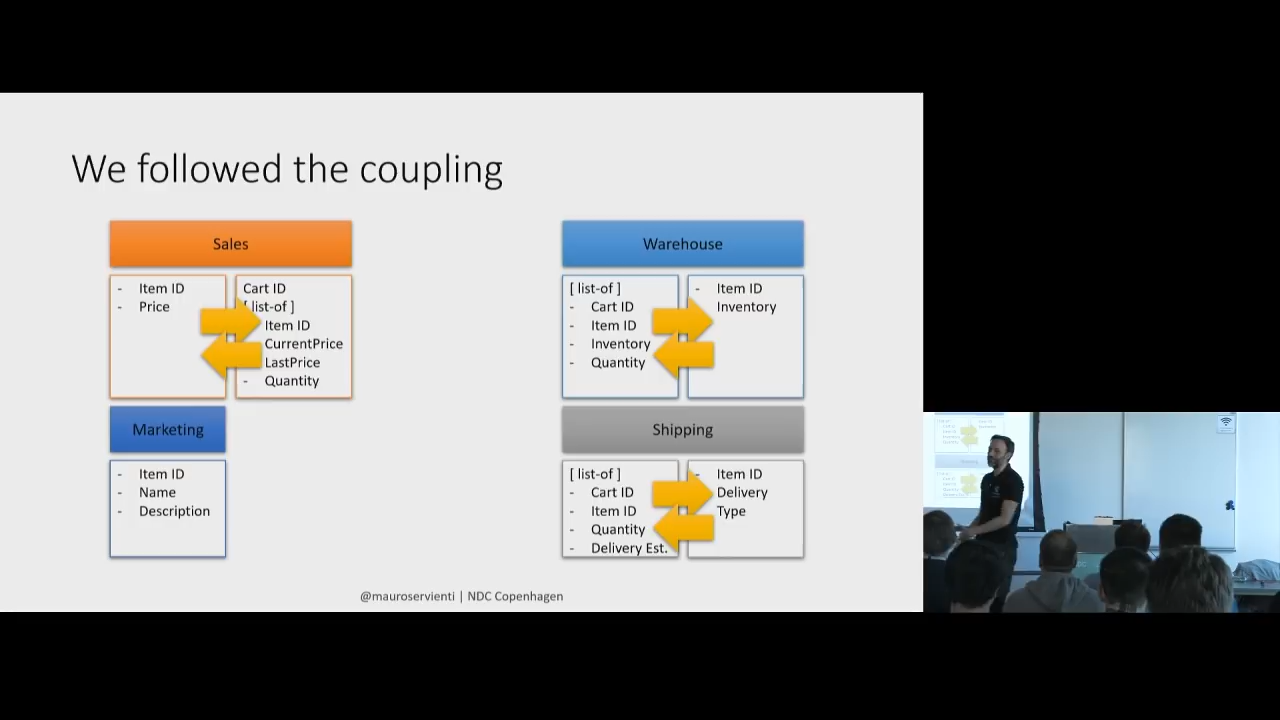 We followed the coupling
Sales
- Item ID
- Price
Cart ID
[ list-of ]
Item ID
CurrentPrice
LastPrice
- Quantity
Marketing
- Item ID
- Name
- Description
Warehouse
[ list-of ]
- Cart ID
- Item ID
- Inventory
- Quantity
- Item ID
Inventory
Shipping
[ list-of ]
- Cart ID
- Item ID
- Quantity
- Delivery Est.
- Item ID
Delivery
Type
@mauroservienti | NDC Copenhagen